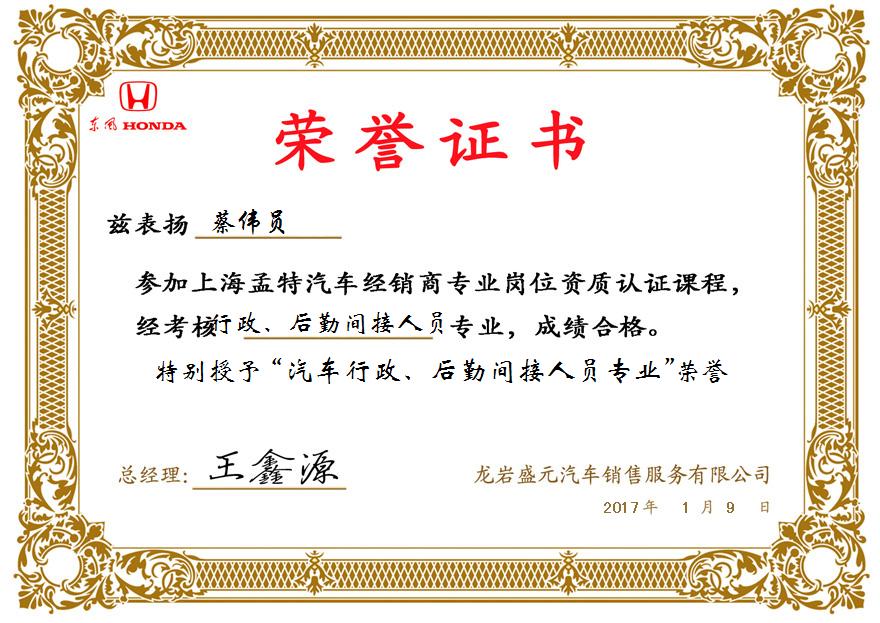 东风 HONDA
荣誉证书
兹表扬 蔡伟员
参加上海孟特汽车经销商专业岗位资质认证课程，
经考核行政、后勤间接人员专业，成绩合格。
特别授予“汽车行政、后勤间接人员专业”荣誉
总经理: 王鑫源
龙岩盛元汽车销售服务有限公司
2017年 1 月 9 日